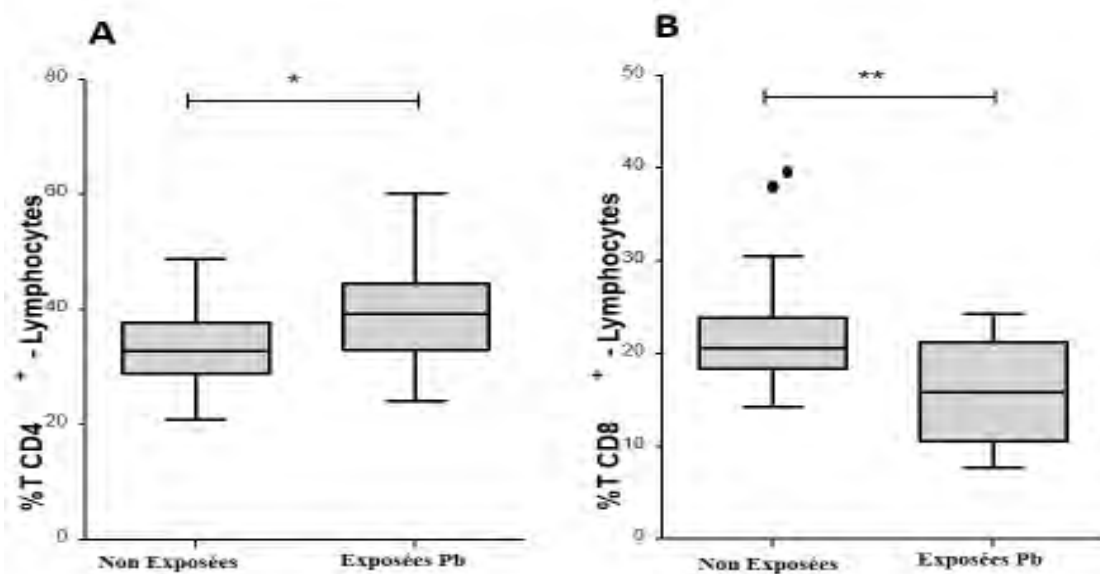 A
%T CD4 + - Lymphocytes
80
60
40
20
0
*
Non Exposées
Exposées Pb
B
%T CD8 + - Lymphocytes
50
40
30
20
10
0
**
Non Exposées
Exposées Pb